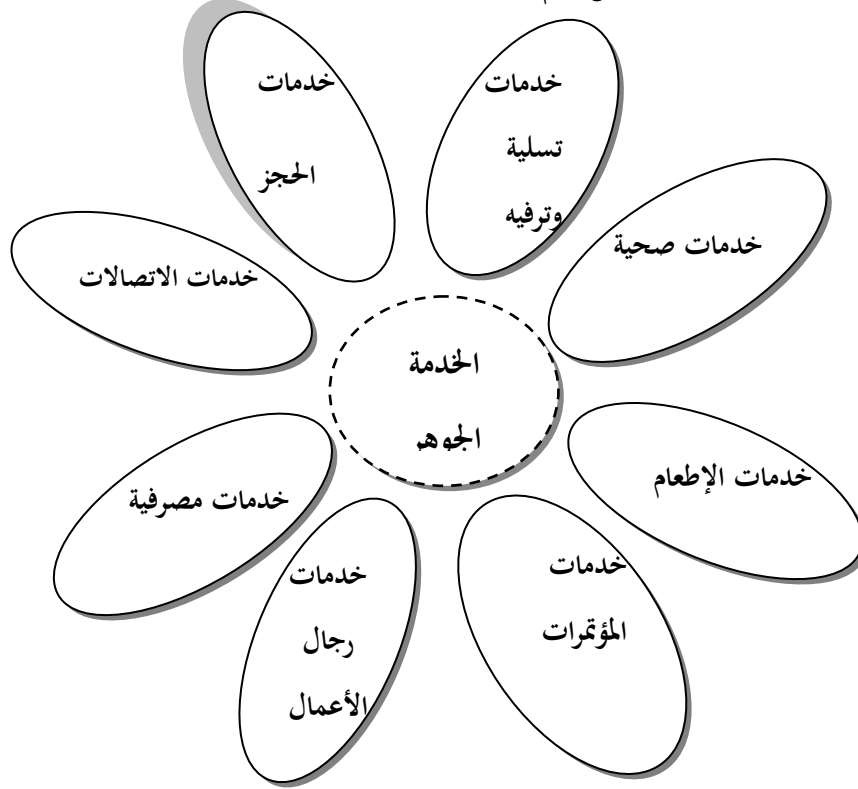 خدمات
الحجز
خدمات
تسلية
وترفيه
خدمات صحية
خدمات الاتصالات
الخدمة
خدمات الإطعام
خدمات مصرفية
خدمات
المؤتمرات
خدمات
رجال
الأعمال